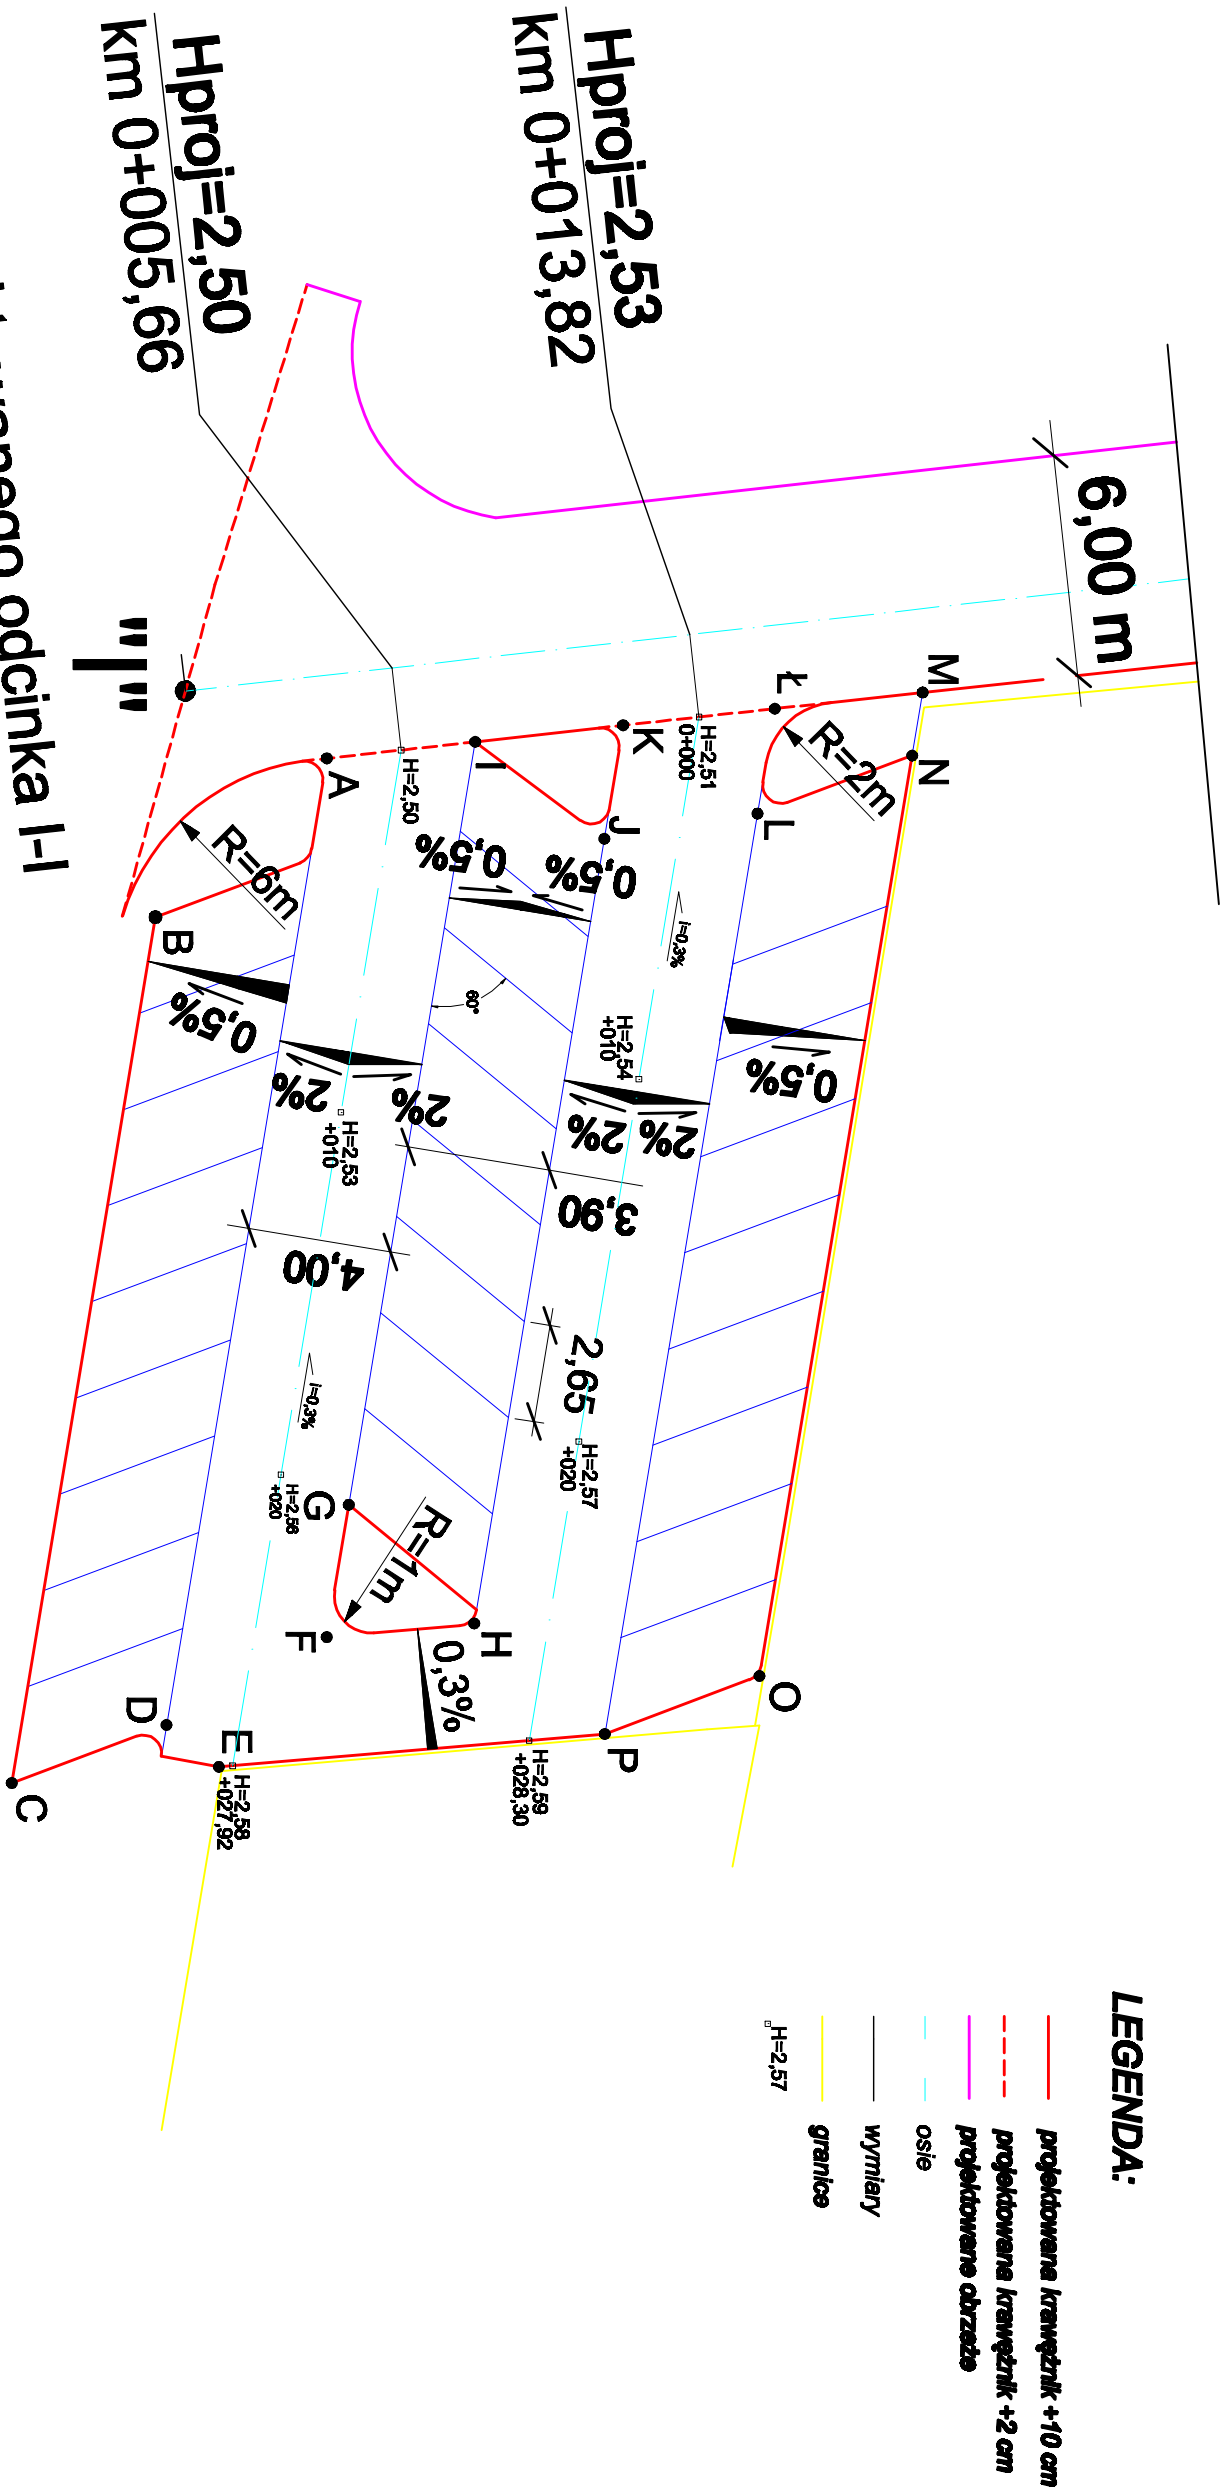 Hproj=2,53
km 0+013,82
Hproj=2,50
km 0+005,66
6,00 m
M
N
Ł
R=2m
L
K
H=2,51
0+000
I
J
A
H=2,50
R=6m
B
"I"
odcinka I-I
0,5%
0,5%
i=0,3%
60°
0,5%
0,5%
H=2,54
+010
2%
2%
2%
2%
H=2,53
+010
3,90
4,00
2,65
H=2,57
+020
i=0,3%
H=2,56
+020
G
R=1m
F
H
0,3%
O
P
D
E
C
H=2,59
+028,30
H=2,58
+027,92
LEGENDA:
projektowana krawężnik +10 cm
projektowana krawężnik +2 cm
projektowane obrzeże
osie
wymiary
granice
H=2,57